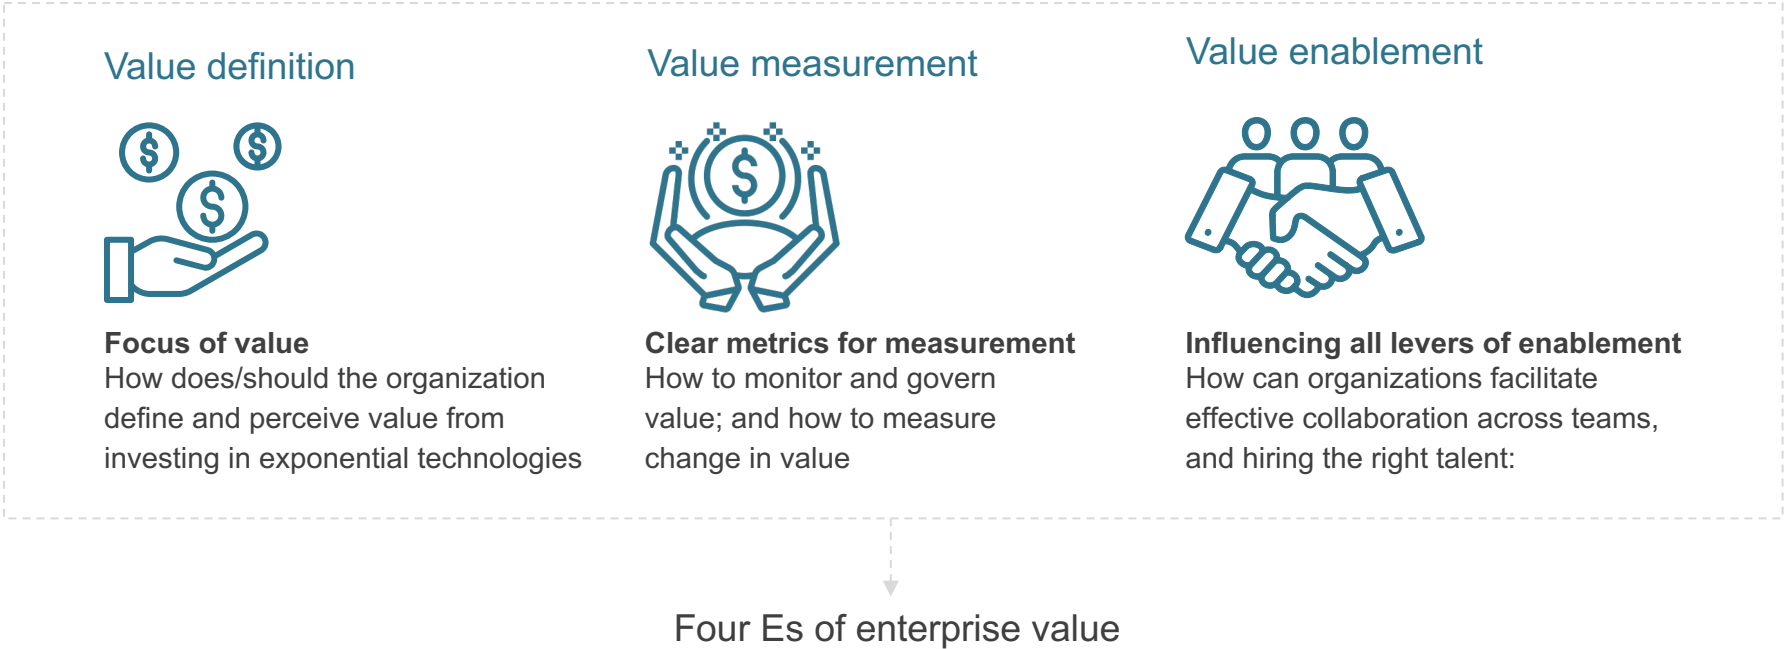 Value definition
Focus of value
How does/should the organization
define and perceive value from
investing in exponential technologies
Value measurement
Clear metrics for measurement
How to monitor and govern
value; and how to measure
change in value
Value enablement
Influencing all levers of enablement
How can organizations facilitate
effective collaboration across teams,
and hiring the right talent:
Four Es of enterprise value